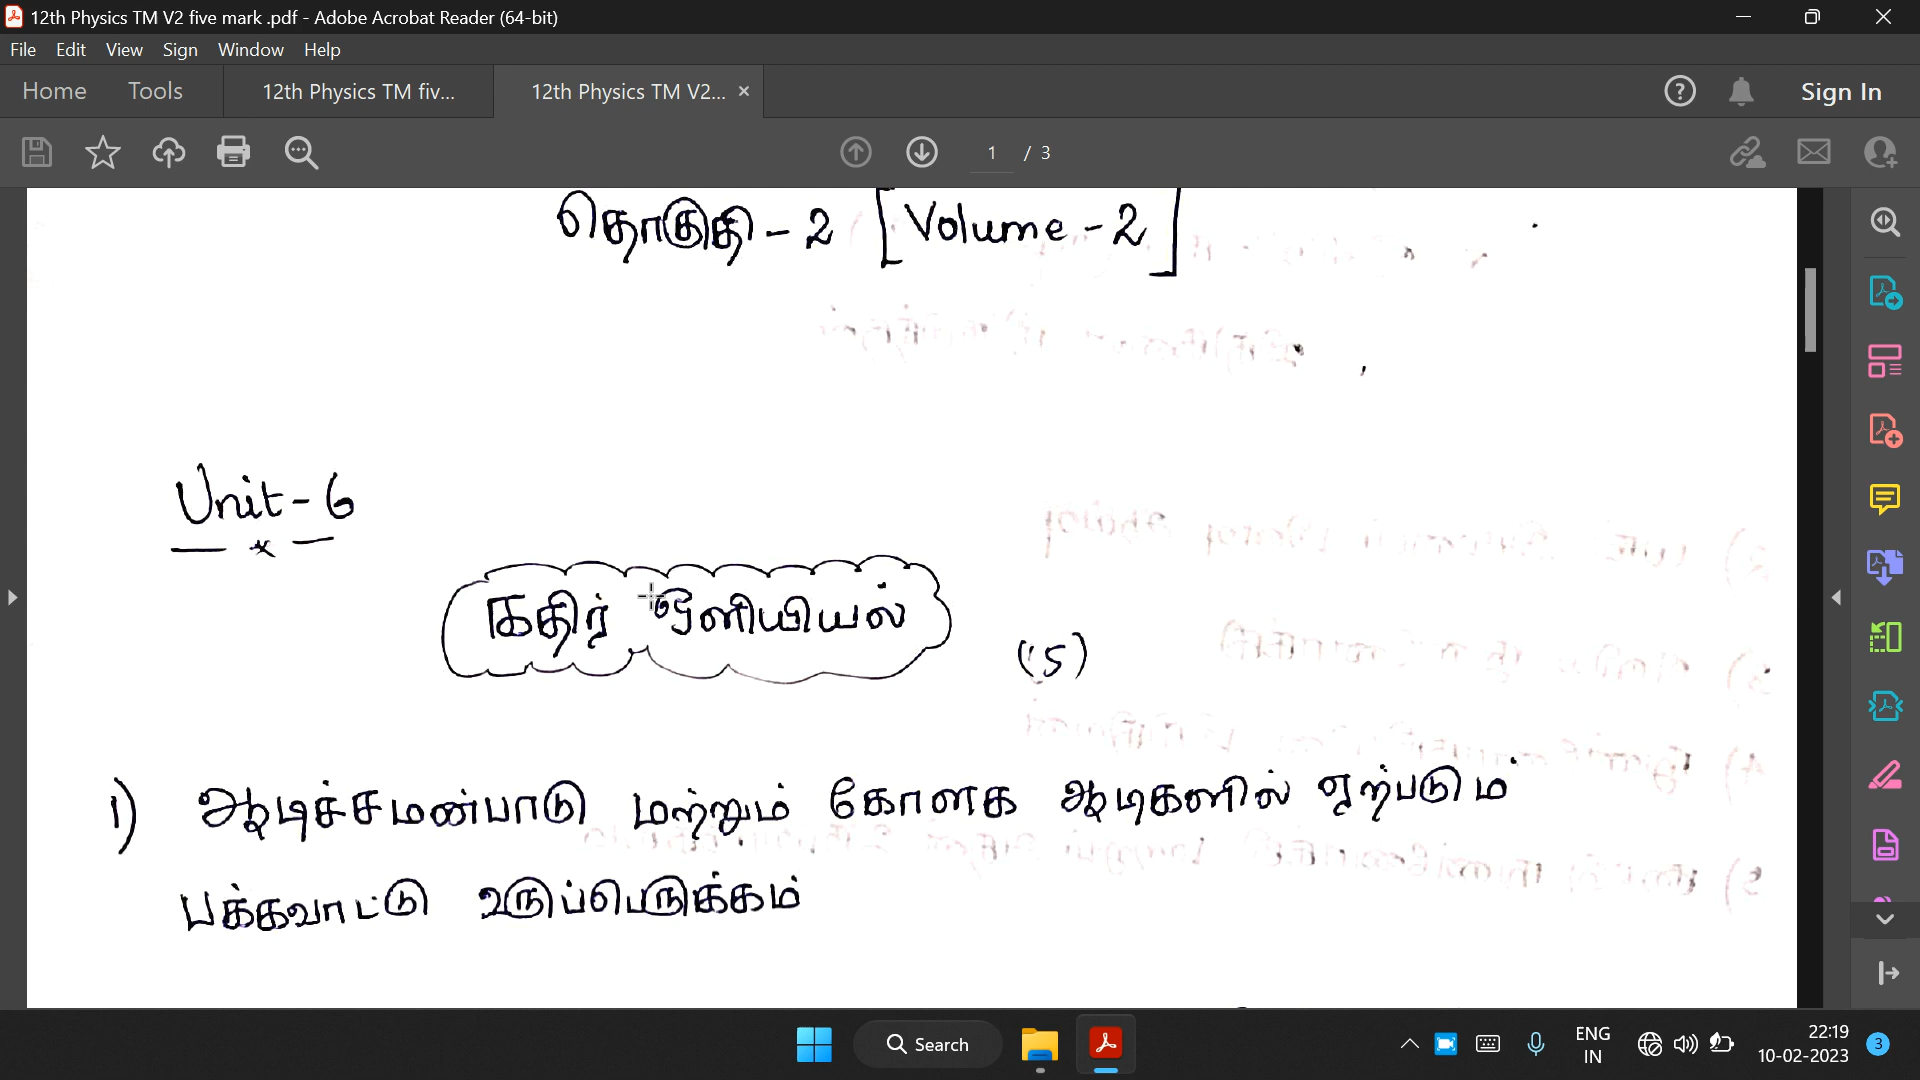 12th Physics TM V2 five mark .pdf - Adobe Acrobat Reader (64-bit)
File Edit View Sign Window Help
Home Tools 12th Physics TM fiv... 12th Physics TM V2... × Sign In
1 / 3
தொகுதி - 2 [Volume - 2]
Unit - 6
கதிர் ஒளியியல்
(5)
1) ஆடிச்சமன்பாடு மற்றும் கோளக ஆடிகளில் ஏற்படும்
பக்கவாட்டு உருப்பெருக்கம்
Search
ENG
IN
22:19
10-02-2023
3